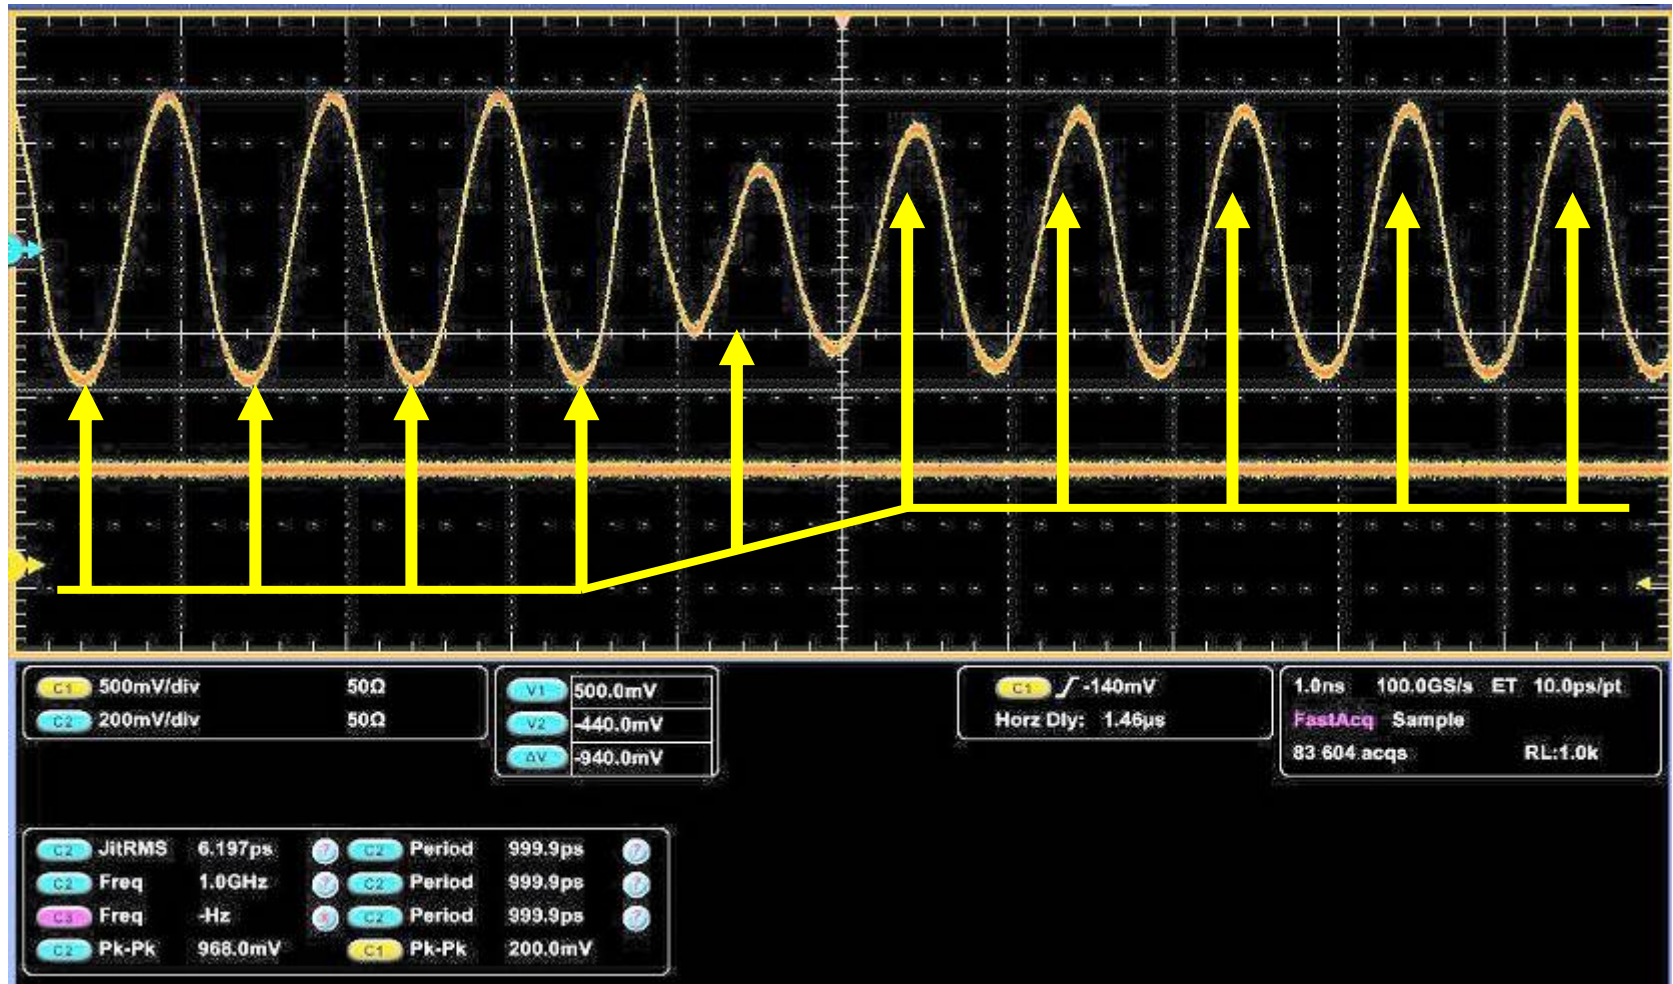 C1 500mV/div 50Ω
C2 200mV/div 50Ω
V1 500.0mV
V2 -440.0mV
ΔV -940.0mV
C1 -140mV
Horz Dly: 1.46µs
1.0ns 100.0GS/s ET 10.0ps/pt
FastAcq Sample
83 604 acqs RL:1.0k
C2 JitRMS 6.197ps ? C2 Period 999.9ps ?
C2 Freq 1.0GHz ? C2 Period 999.9ps ?
C3 Freq -Hz C2 Period 999.9ps ?
C2 Pk-Pk 968.0mV C1 Pk-Pk 200.0mV